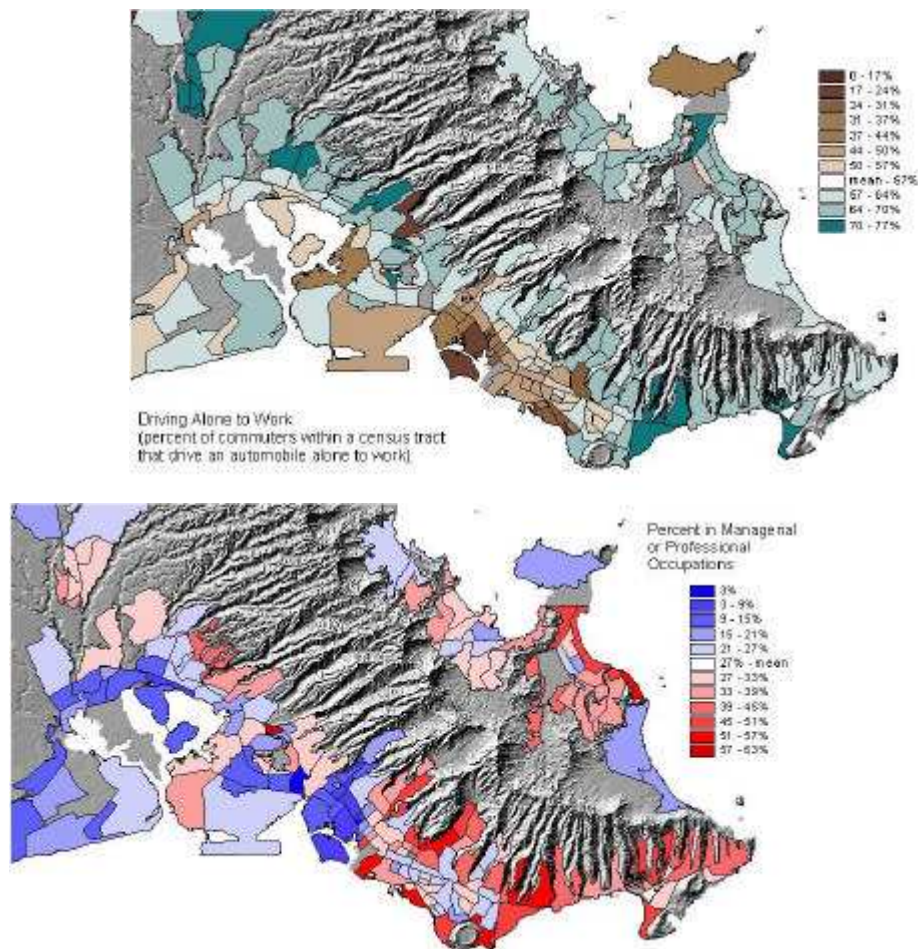 0 - 17%
17 - 24%
24 - 31%
31 - 37%
37 - 44%
44 - 50%
50 - 57%
mean - 57%
57 - 64%
64 - 70%
70 - 77%
Driving Alone to Work
(percent of commuters within a census tract
that drive an automobile alone to work)
Percent in Managerial
or Professional
Occupations
3%
3 - 9%
9 - 15%
15 - 21%
21 - 27%
27% - mean
27 - 33%
33 - 39%
39 - 45%
45 - 51%
51 - 57%
57 - 63%